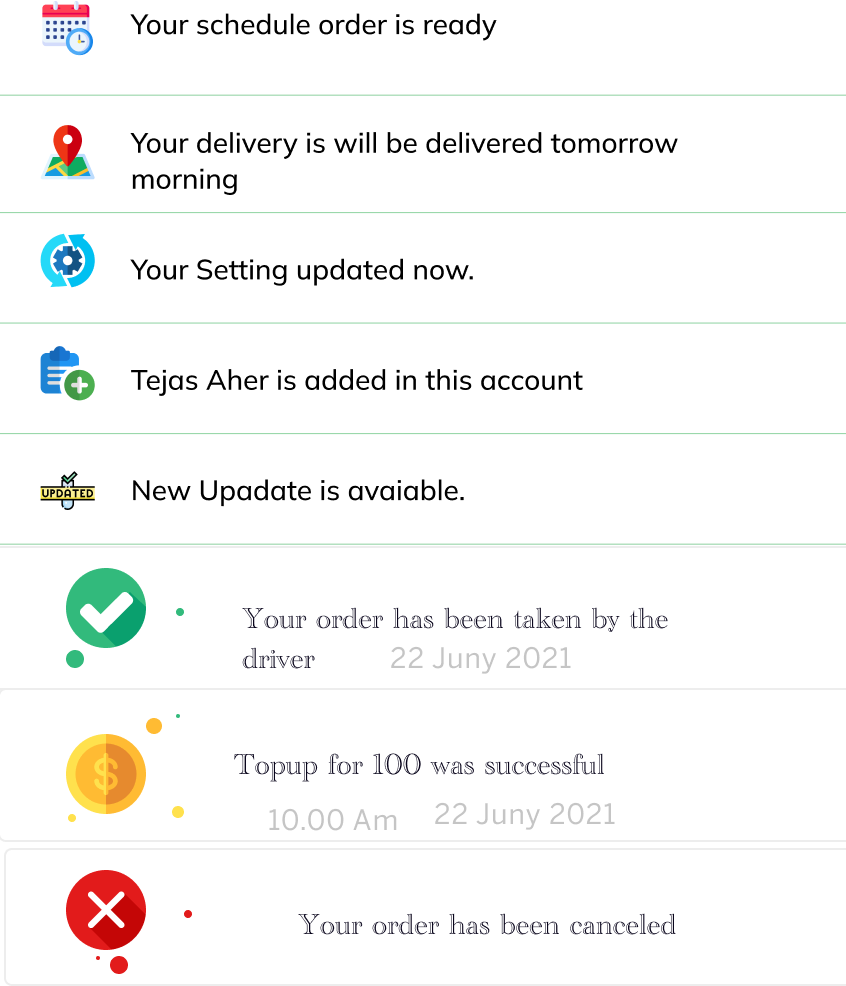 Your schedule order is ready
Your delivery is will be delivered tomorrow
morning
Your Setting updated now.
Tejas Aher is added in this account
UPDATED
New Upadate is avaiable.
Your order has been taken by the
driver 22 Juny 2021
$
Topup for 100 was successful
10.00 Am 22 Juny 2021
Your order has been canceled